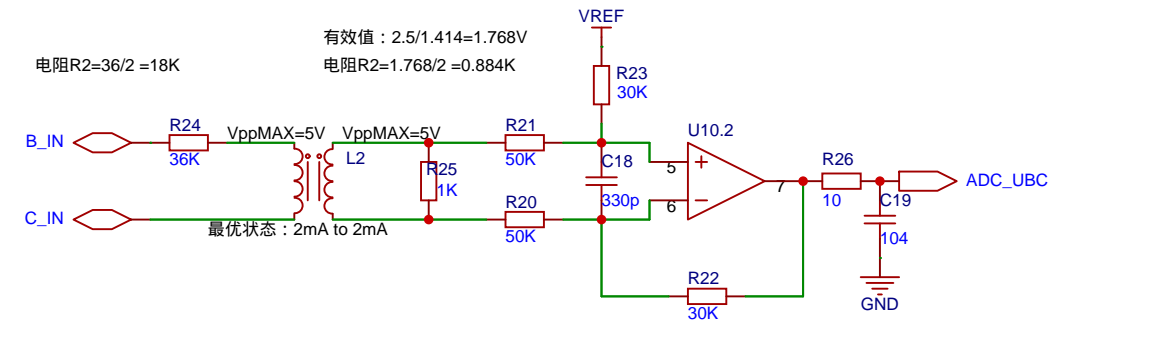 VREF
有效值：2.5/1.414=1.768V
电阻R2=36/2 =18K
电阻R2=1.768/2 =0.884K
R23
30K
R24
VppMAX=5V
VppMAX=5V
R21
U10.2
B_IN
36K
L2
R25
1K
50K
C18
330p
5
6
7
R26
10
ADC_UBC
C19
104
C_IN
最优状态：2mA to 2mA
R20
50K
R22
30K
GND